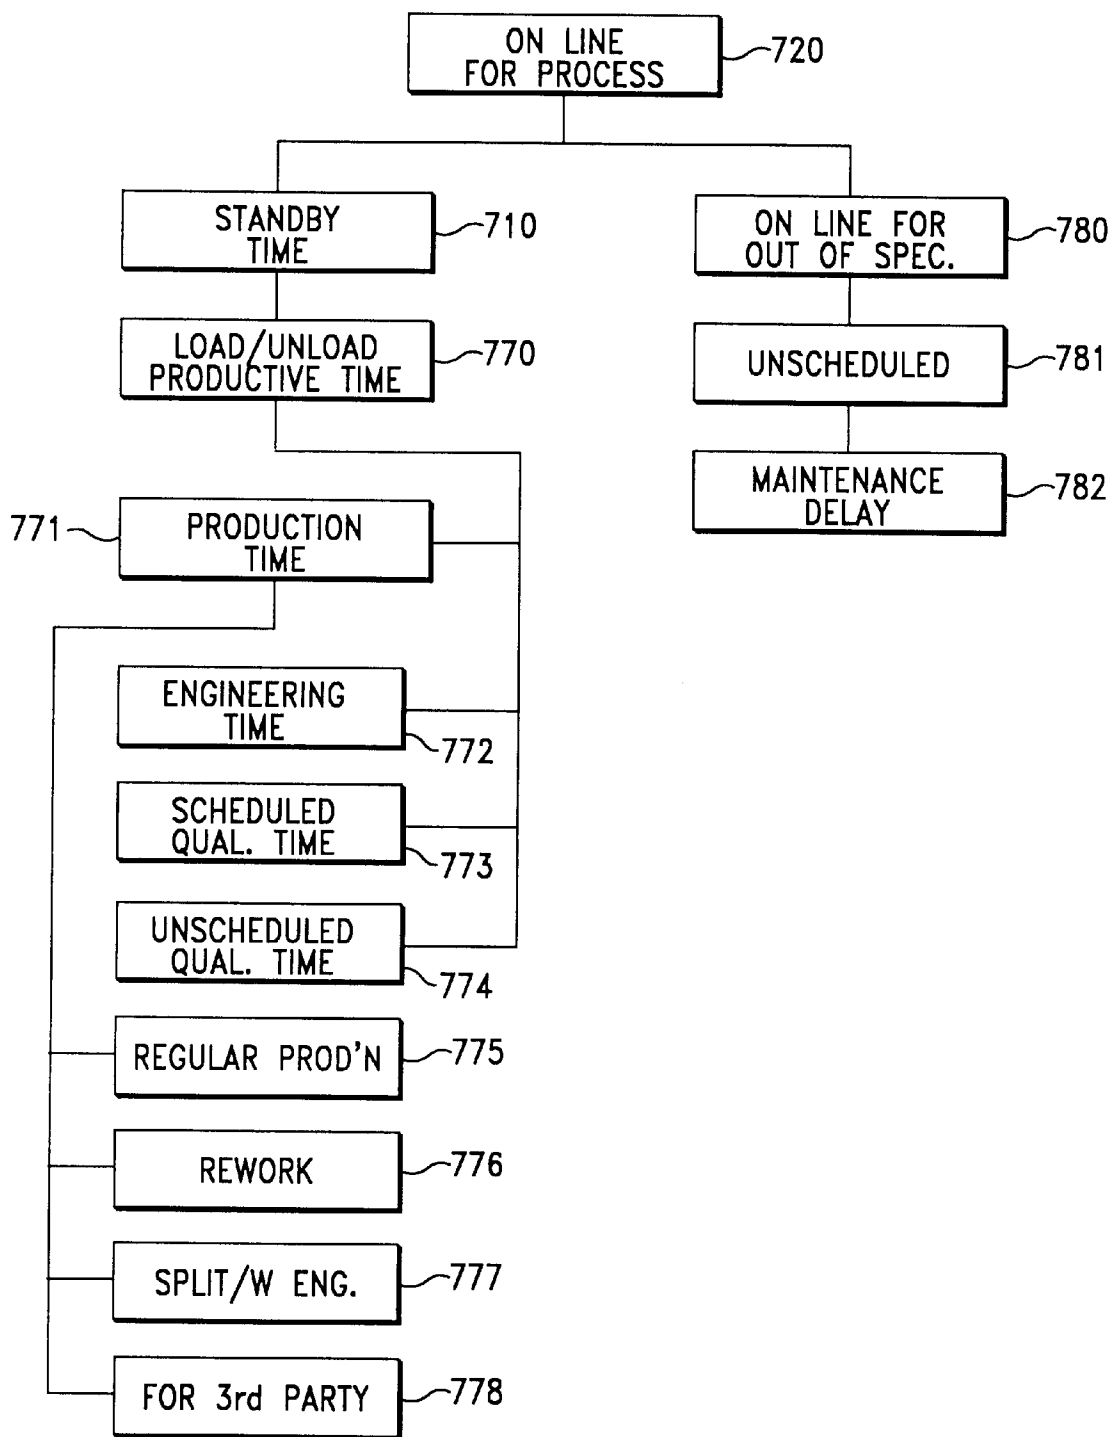 ON LINE
FOR PROCESS
720
STANDBY
TIME
710
ON LINE FOR
OUT OF SPEC.
780
LOAD/UNLOAD
PRODUCTIVE TIME
770
UNSCHEDULED
781
MAINTENANCE
DELAY
782
771
PRODUCTION
TIME
ENGINEERING
TIME
772
SCHEDULED
QUAL. TIME
773
UNSCHEDULED
QUAL. TIME
774
REGULAR PROD'N
775
REWORK
776
SPLIT/W ENG.
777
FOR 3rd PARTY
778